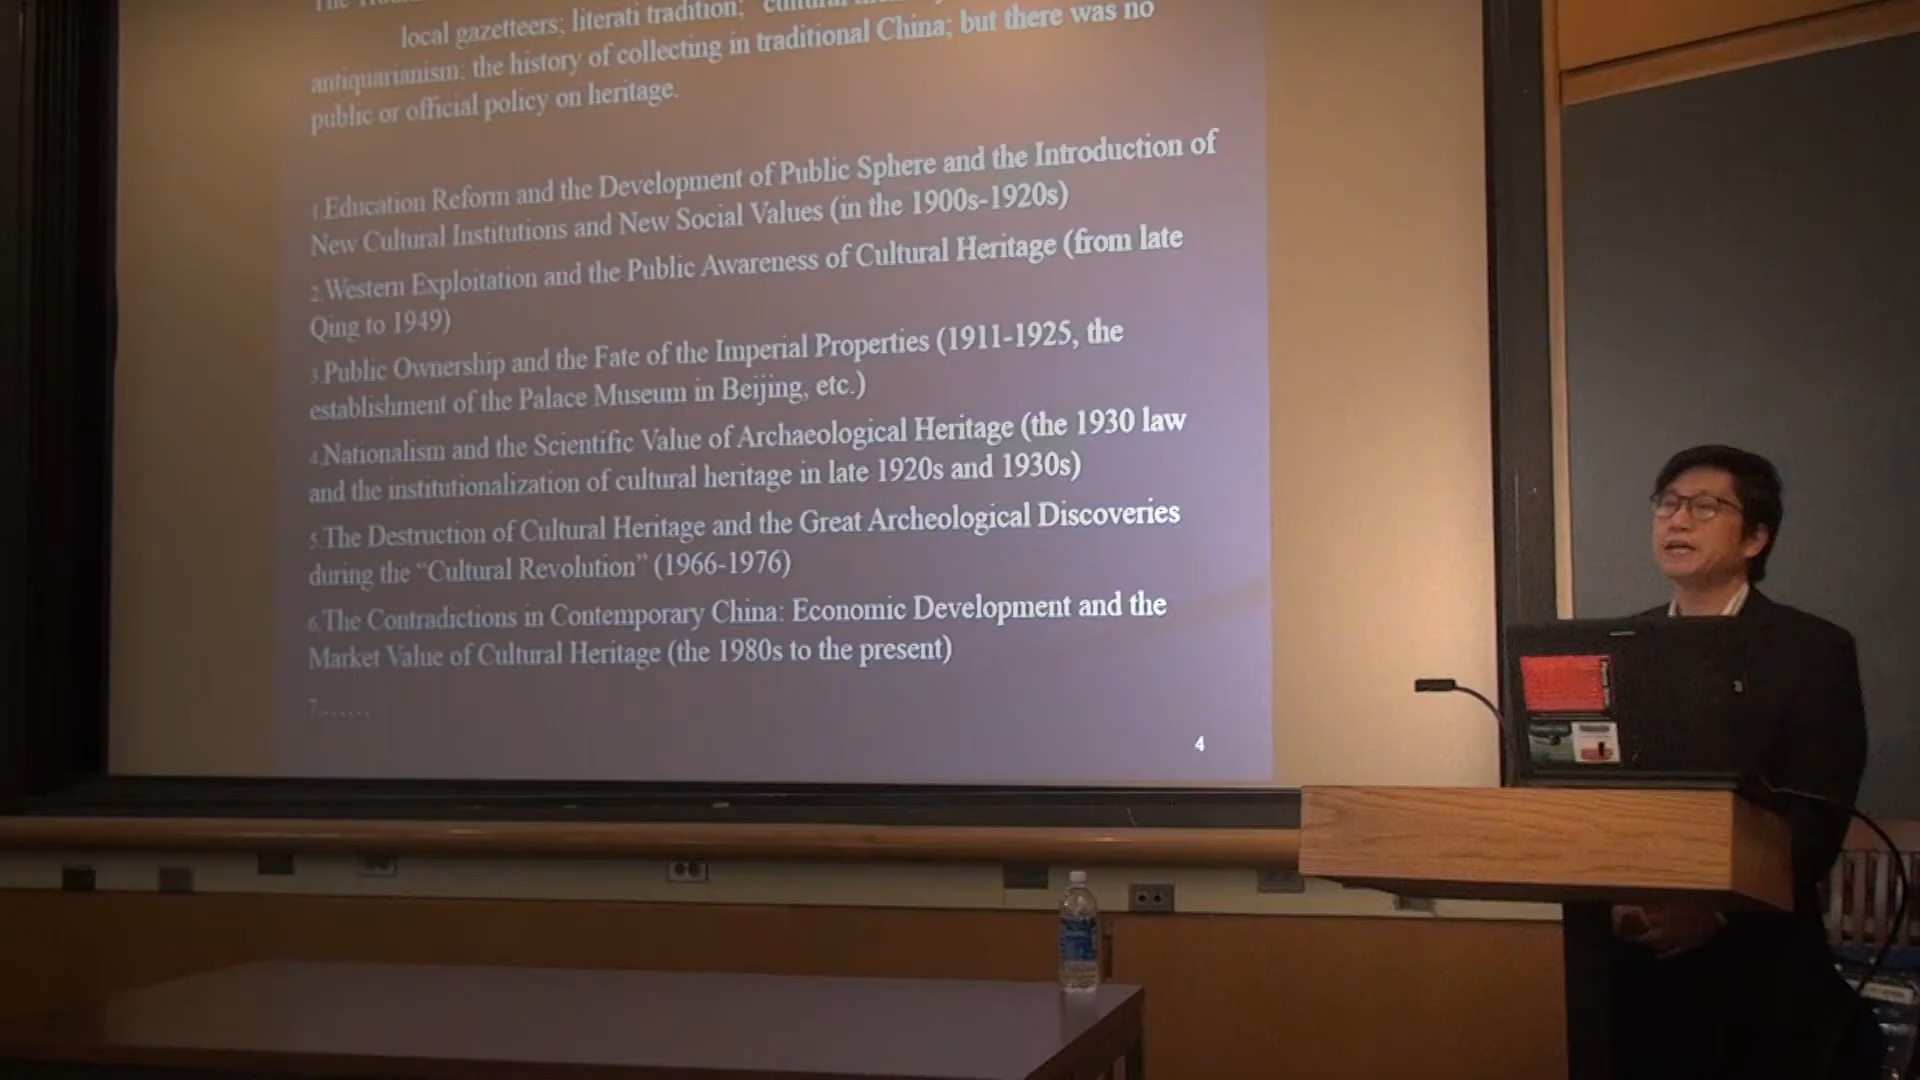 The
local gazetteers; literati tradition; "cultural
antiquarianism: the history of collecting in traditional China; but there was no
public or official policy on heritage.
1.Education Reform and the Development of Public Sphere and the Introduction of
New Cultural Institutions and New Social Values (in the 1900s-1920s)
2.Western Exploitation and the Public Awareness of Cultural Heritage (from late
Qing to 1949)
3.Public Ownership and the Fate of the Imperial Properties (1911-1925, the
establishment of the Palace Museum in Beijing, etc.)
4.Nationalism and the Scientific Value of Archaeological Heritage (the 1930 law
and the institutionalization of cultural heritage in late 1920s and 1930s)
5.The Destruction of Cultural Heritage and the Great Archeological Discoveries
during the “Cultural Revolution” (1966-1976)
6.The Contradictions in Contemporary China: Economic Development and the
Market Value of Cultural Heritage (the 1980s to the present)
7.......
4